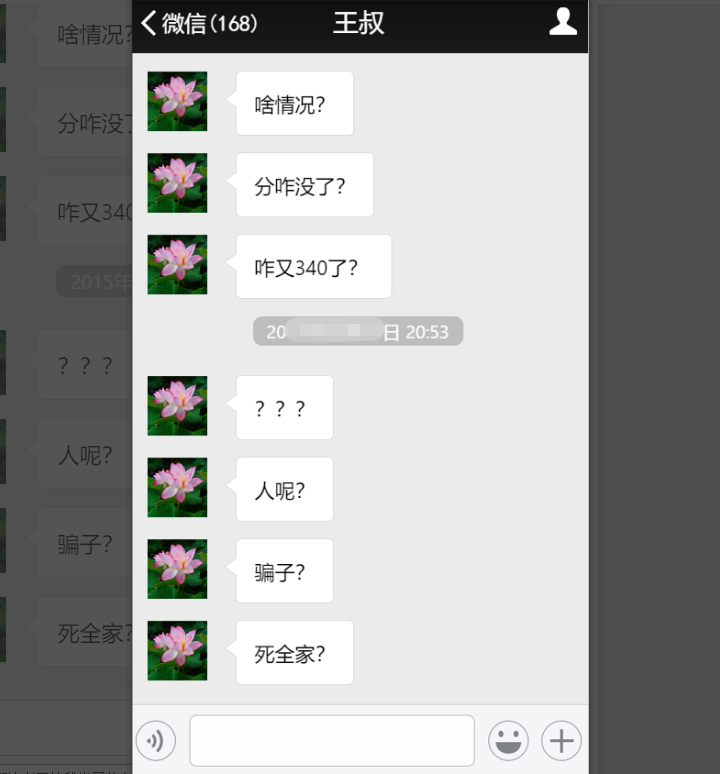 微信(168)
王叔
啥情况?
分咋没了?
咋又340了?
20 日 20:53
？？？
人呢?
骗子?
死全家?
啥情况?
分咋没了
咋又340
2015年
？？？
人呢?
骗子?
死全家?